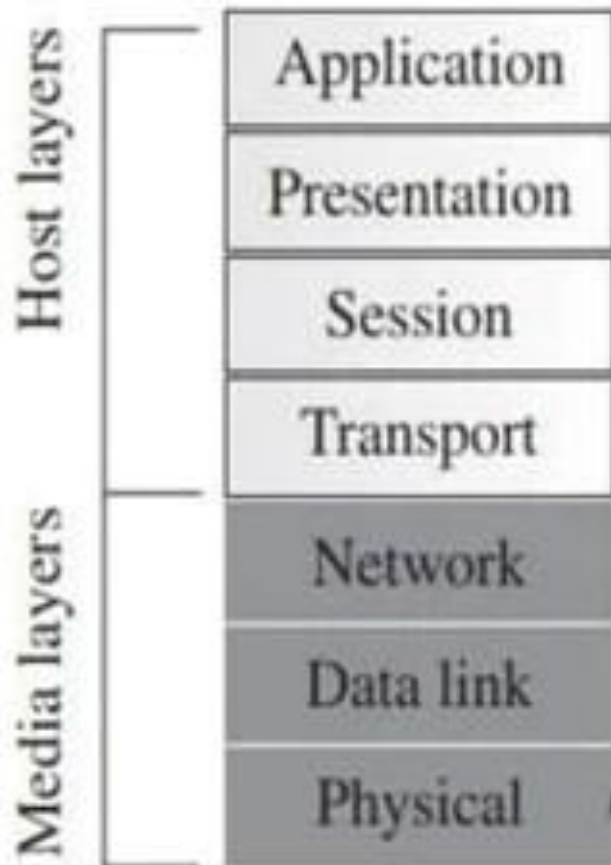 Host layers
Application
Presentation
Session
Transport
Media layers
Network
Data link
Physical